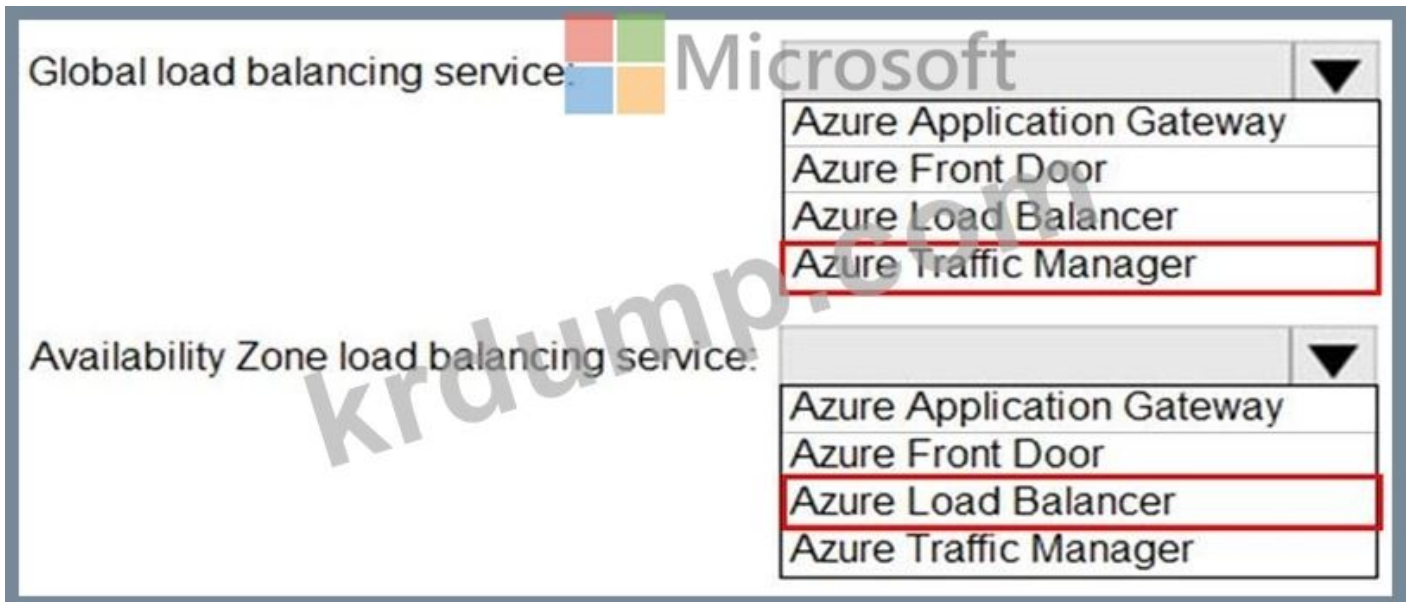 Microsoft
Global load balancing service:
Azure Application Gateway
Azure Front Door
Azure Load Balancer
Azure Traffic Manager
krdump.com
Availability Zone load balancing service:
Azure Application Gateway
Azure Front Door
Azure Load Balancer
Azure Traffic Manager